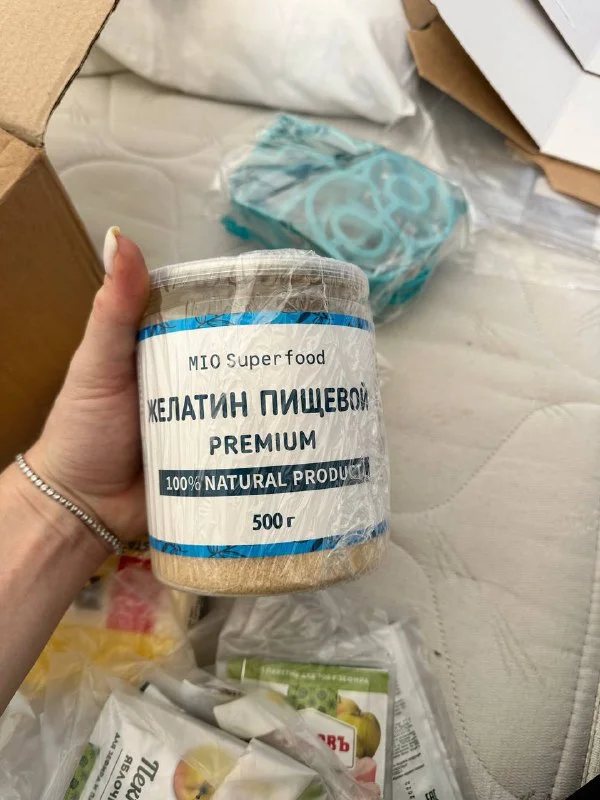 MIO Superfood
ЖЕЛАТИН ПИЩЕВОЙ
PREMIUM
100% NATURAL PRODUCT
500 г